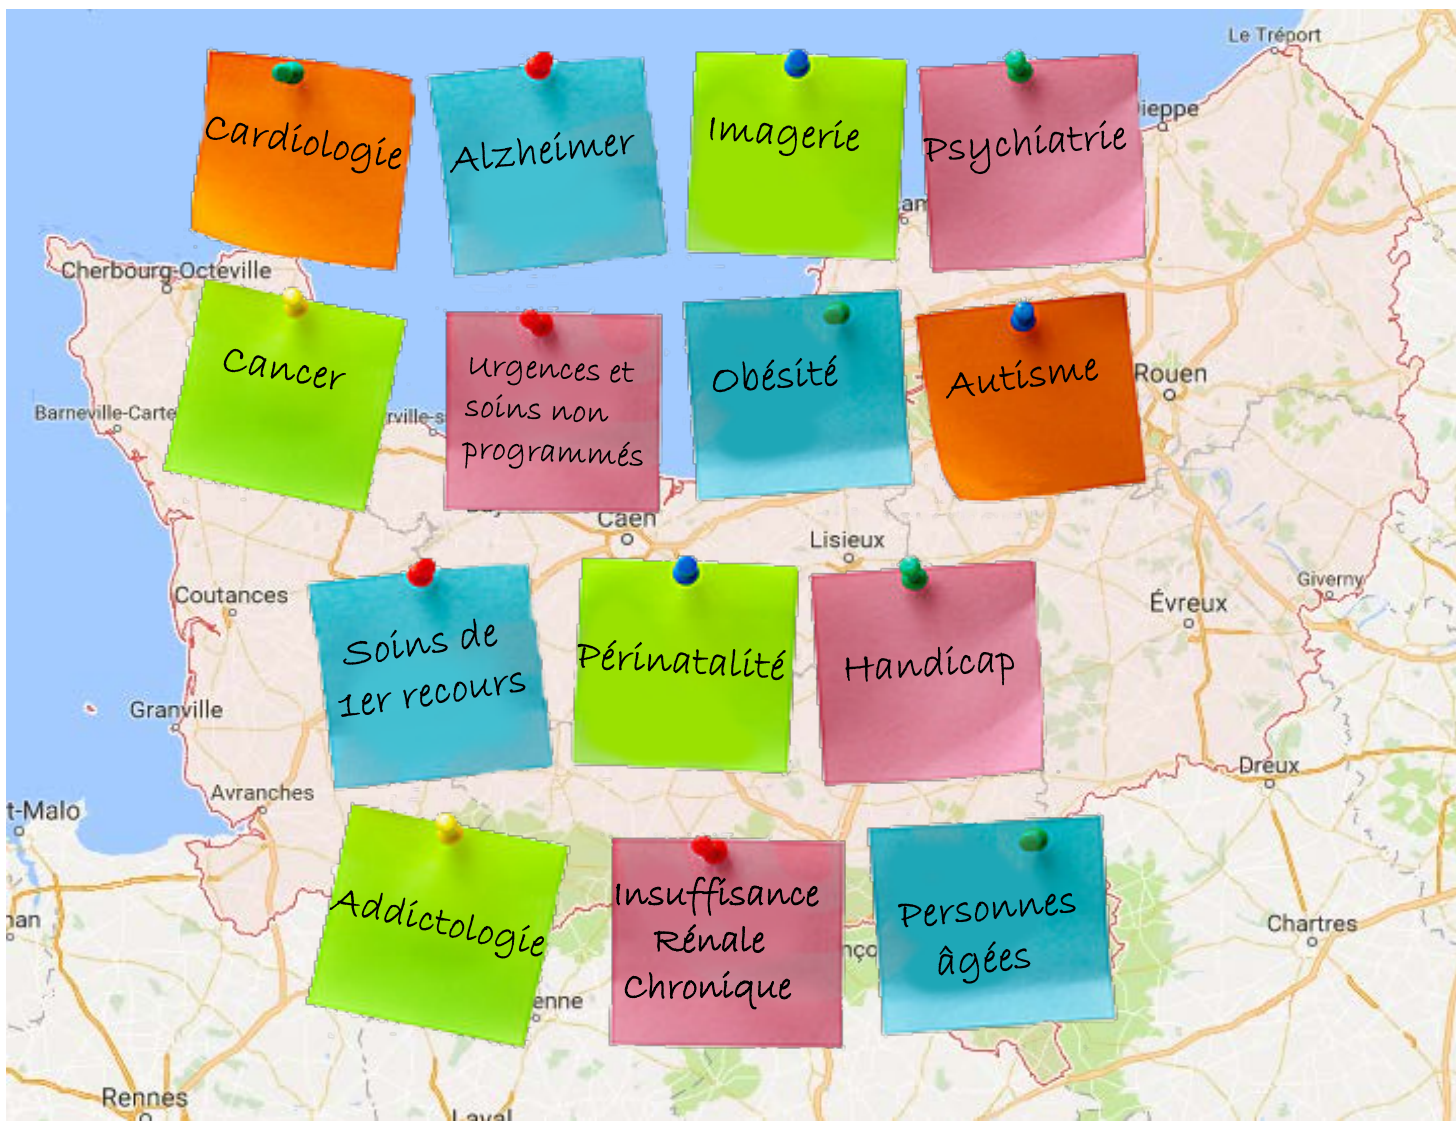 Le Tréport
Cardiologie
Alzheimer
Imagerie
Psychiatrie
Cherbourg-Octeville
Cancer
Urgences et
soins non
programmés
Obésité
Autisme
Rouen
Caen
Lisieux
Coutances
Giverny
Évreux
Soins de
1er recours
Périnatalité
Handicap
Granville
Avranches
Dreux
t-Malo
Addictologie
Insuffisance
Rénale
Chronique
Personnes
âgées
Chartres
Rennes
Laval